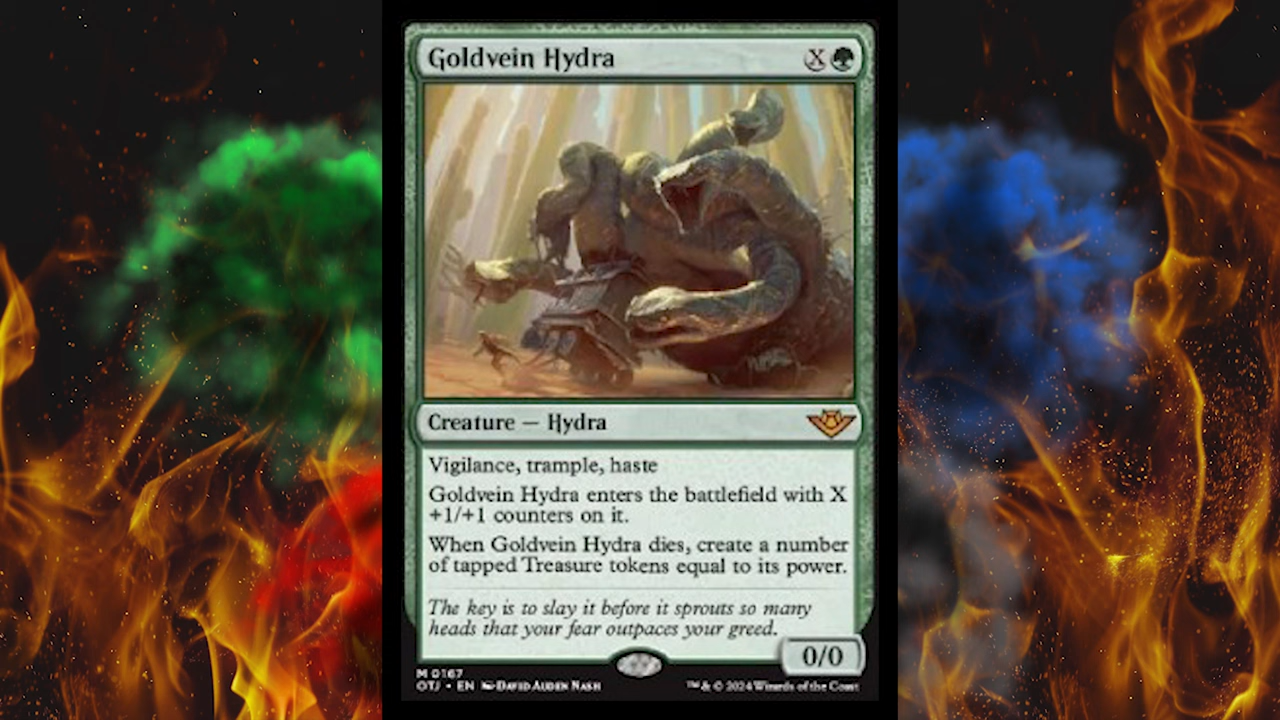 Goldvein Hydra X
Creature — Hydra
Vigilance, trample, haste
Goldvein Hydra enters the battlefield with X
+1/+1 counters on it.
When Goldvein Hydra dies, create a number
of tapped Treasure tokens equal to its power.
The key is to slay it before it sprouts so many
heads that your fear outpaces your greed.
0/0
M 0167
OTJ • EN David Auden Nash ™ & © 2024 Wizards of the Coast